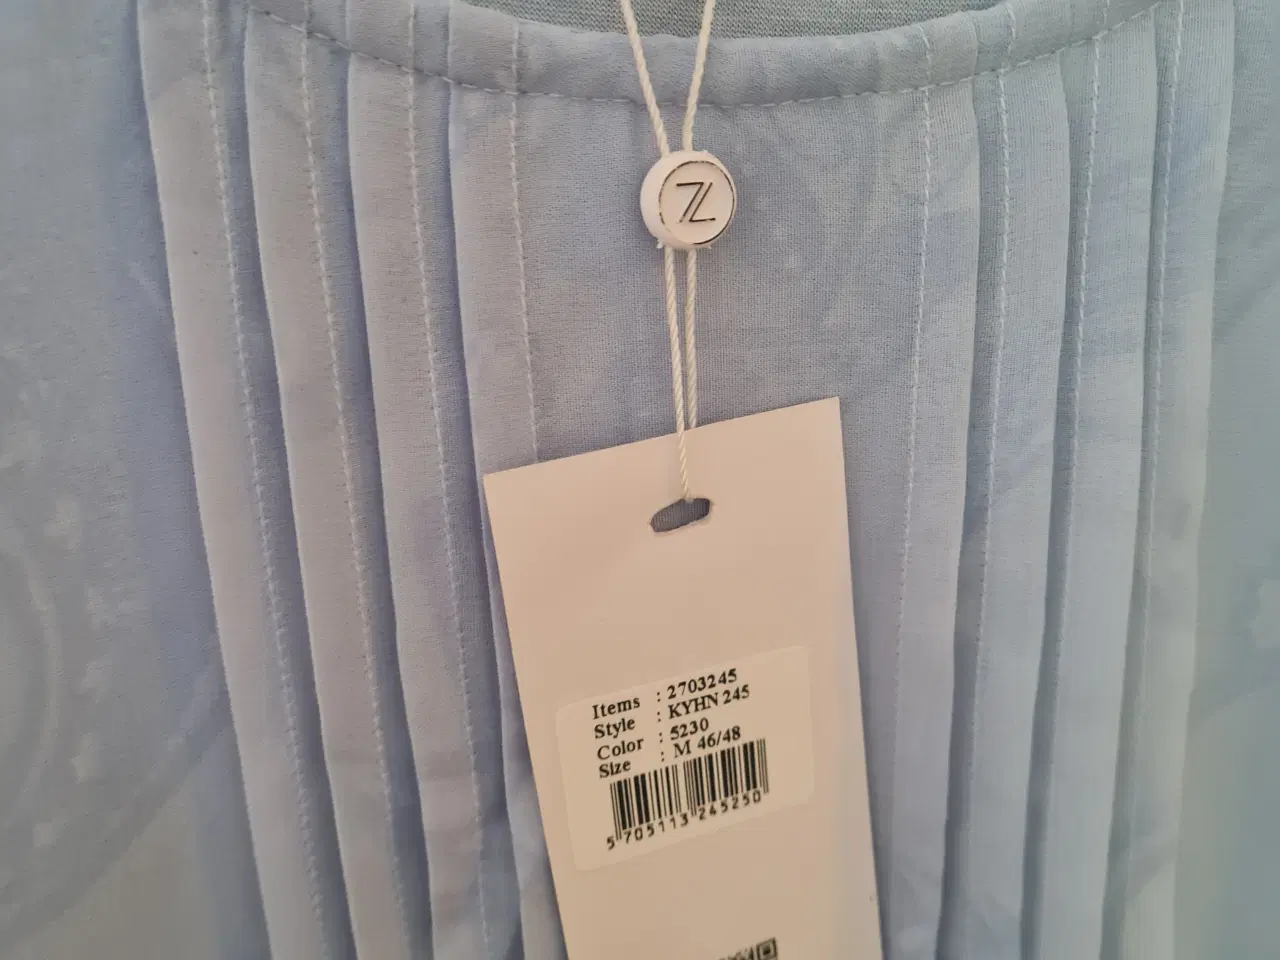 Z
Items : 2703245
Style : KYHN 245
Color : 5230
Size : M 46/48
5 705113 245250